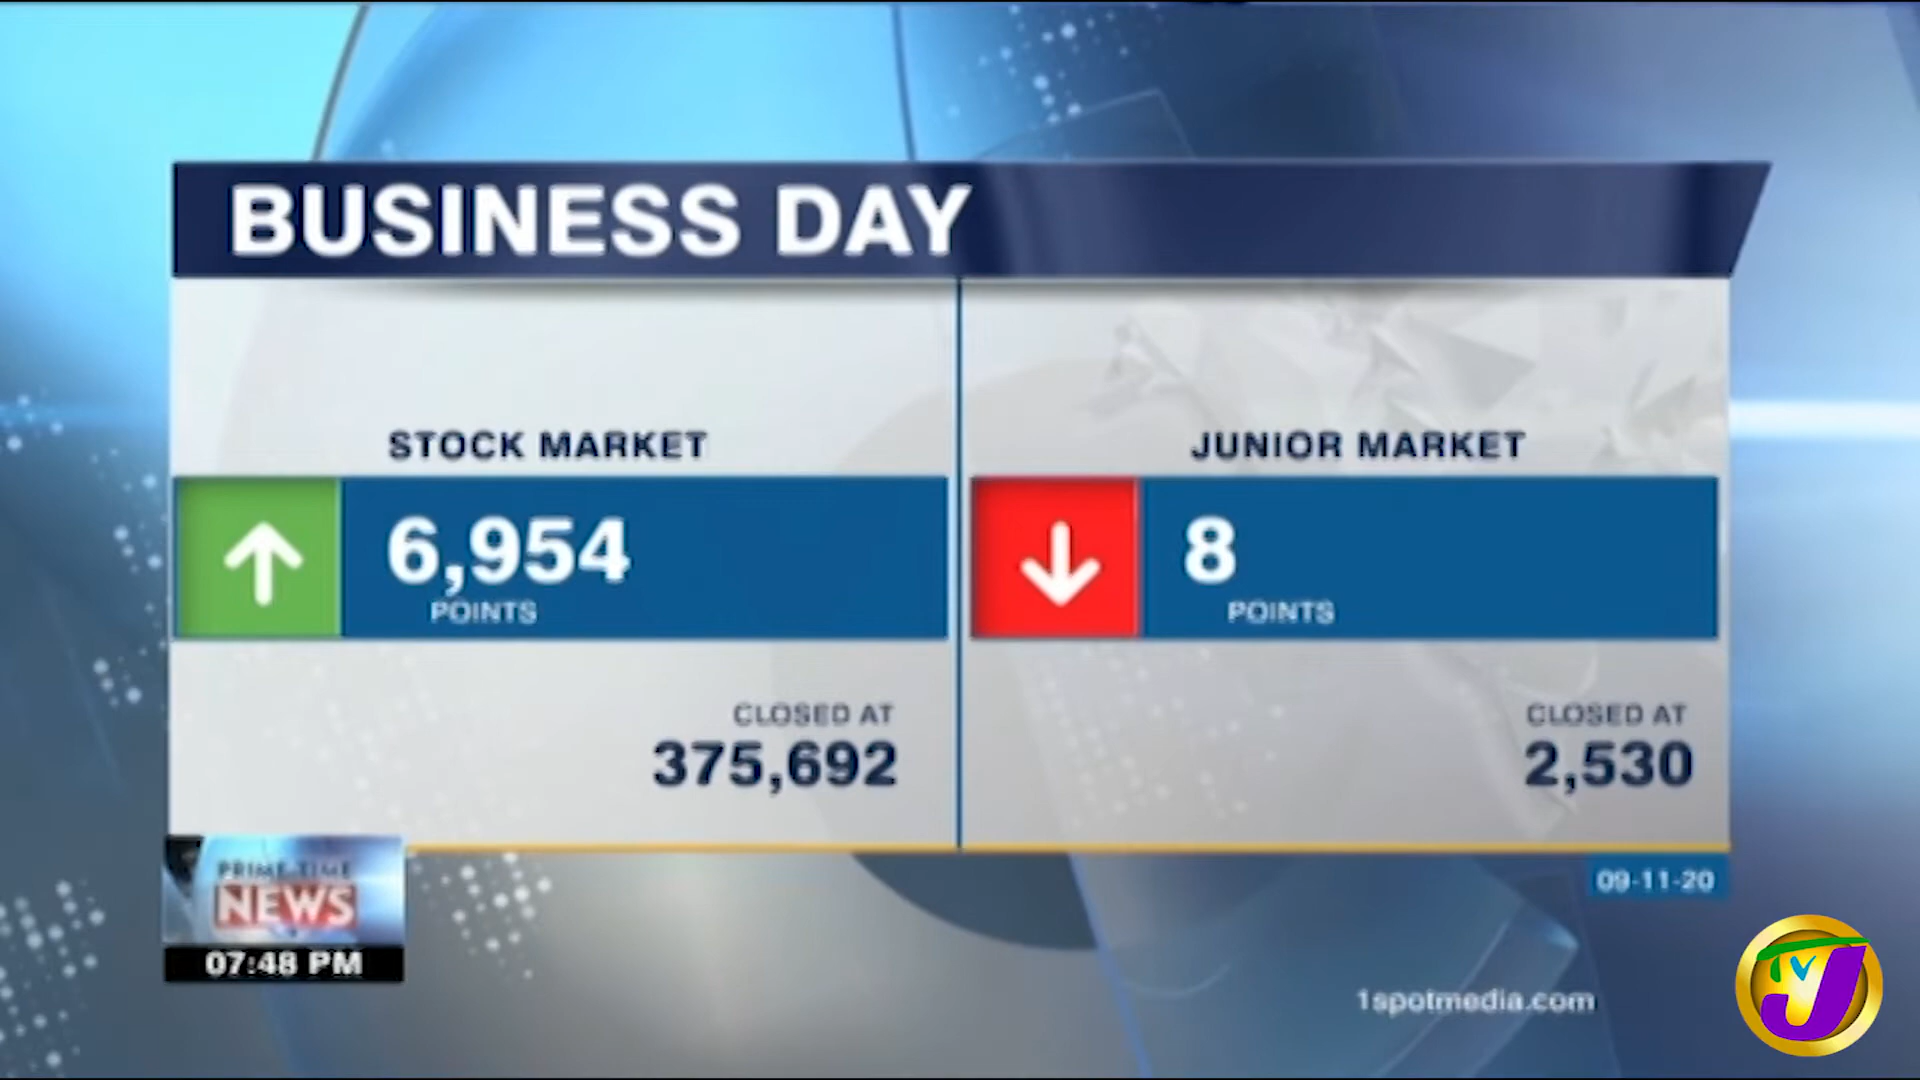 BUSINESS DAY
STOCK MARKET
6,954
POINTS
CLOSED AT
375,692
JUNIOR MARKET
8
POINTS
CLOSED AT
2,530
PRIME TIME
NEWS
07:48 PM
09-11-20
1spotmedia.com
TVJ